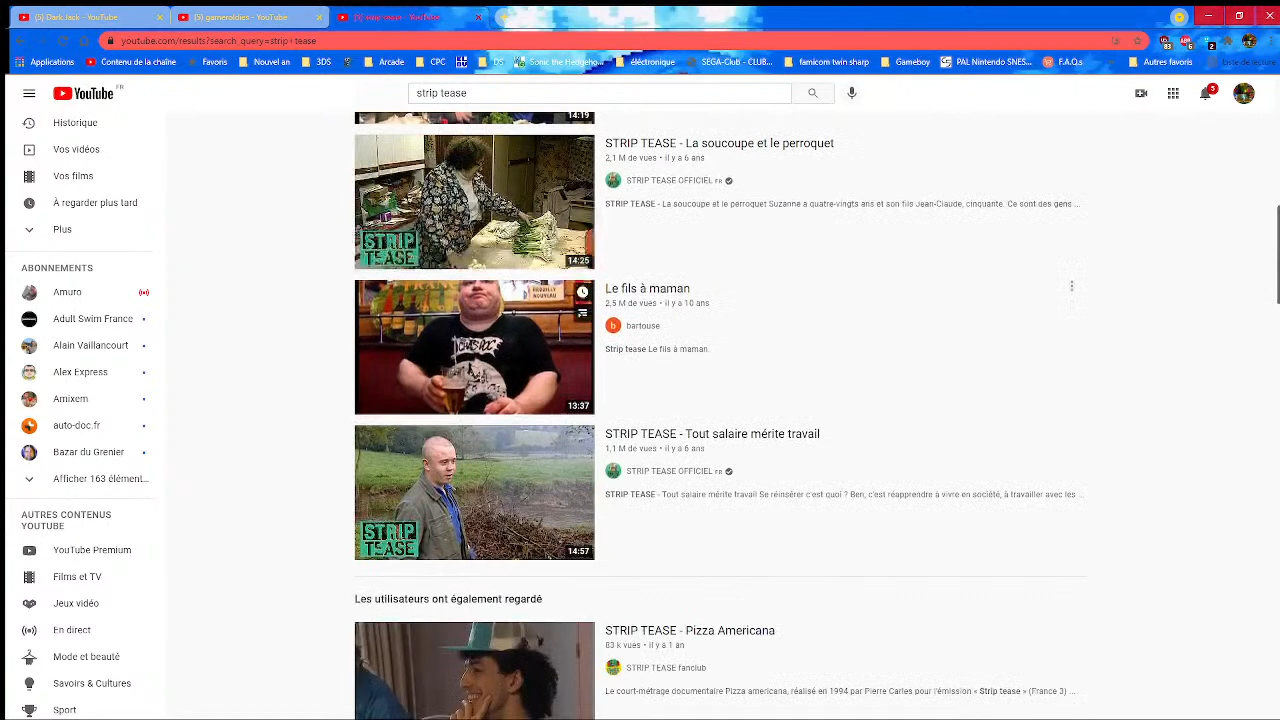 (5) Dark Jack - YouTube
(5) gameroldies - YouTube
youtube.com/results?search_query=strip+tease
Applications
Contenu de la chaîne
Favoris
Nouvel an
3DS
Arcade
CPC
DS
Sonic the Hedgeho...
éléctronique
SEGA-Club - CLUB...
famicom twin sharp
Gameboy
PAL Nintendo SNES...
F.A.Q.s
Autres favoris
Liste de lecture
YouTube FR
strip tease
5
Historique
Vos vidéos
Vos films
À regarder plus tard
Plus
ABONNEMENTS
Amuro
Adult Swim France
Alain Vaillancourt
Alex Express
Amixem
auto-doc.fr
Bazar du Grenier
Afficher 163 élément...
AUTRES CONTENUS
YOUTUBE
YouTube Premium
Films et TV
Jeux vidéo
En direct
Mode et beauté
Savoirs & Cultures
Sport
14:19
STRIP TEASE
14:25
STRIP TEASE - La soucoupe et le perroquet
2,1 M de vues • il y a 6 ans
STRIP TEASE OFFICIEL FR
STRIP TEASE - La soucoupe et le perroquet Suzanne a quatre-vingts ans et son fils Jean-Claude, cinquante. Ce sont des gens ...
NOUVEAU
13:37
Le fils à maman
2,5 M de vues • il y a 10 ans
b bartouse
Strip tease Le fils à maman.
STRIP TEASE
14:57
STRIP TEASE - Tout salaire mérite travail
1,1 M de vues • il y a 6 ans
STRIP TEASE OFFICIEL FR
STRIP TEASE - Tout salaire mérite travail Se réinsérer c'est quoi ? Ben, c'est réapprendre à vivre en société, à travailler avec les ...
Les utilisateurs ont également regardé
STRIP TEASE - Pizza Americana
83 k vues • il y a 1 an
STRIP TEASE fanclub
Le court-métrage documentaire Pizza americana, réalisé en 1994 par Pierre Carles pour l'émission « Strip tease » (France 3) ...